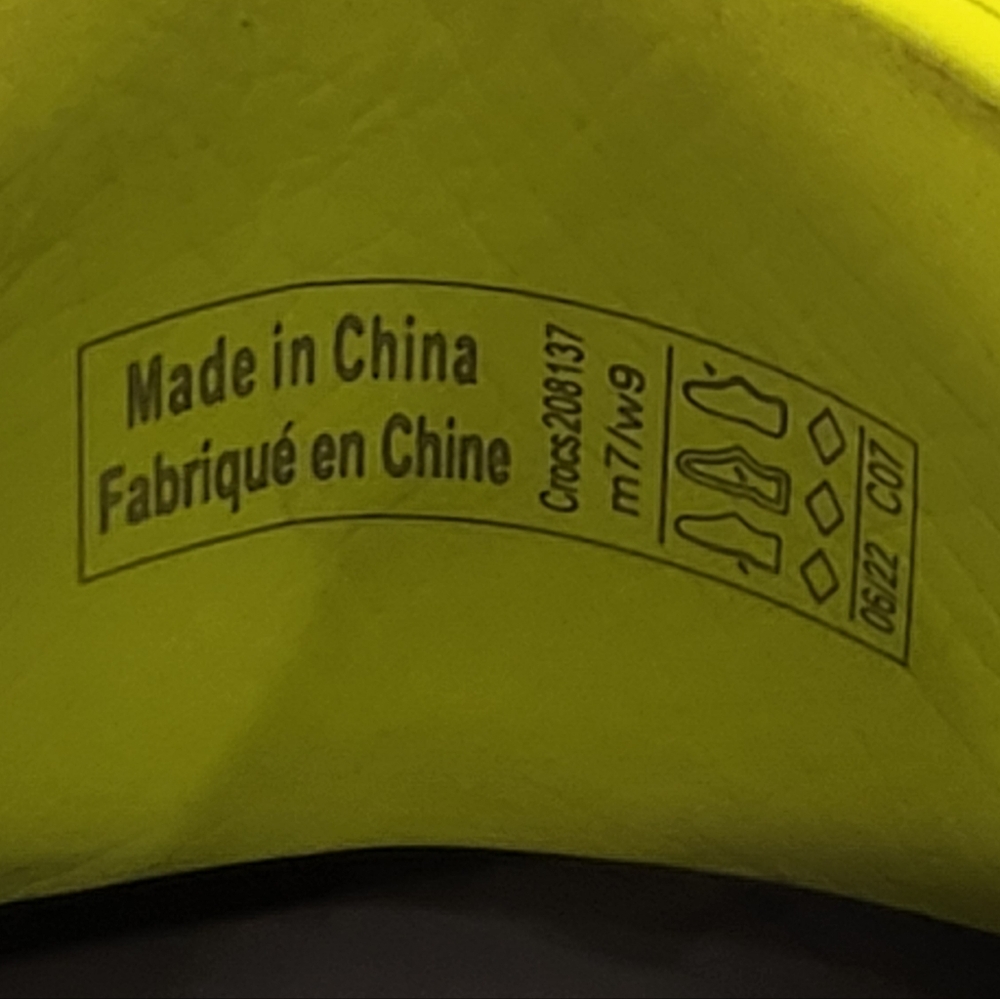 Made in China
Fabriqué en Chine
Crocs208137
m7/w9
06/22 C07